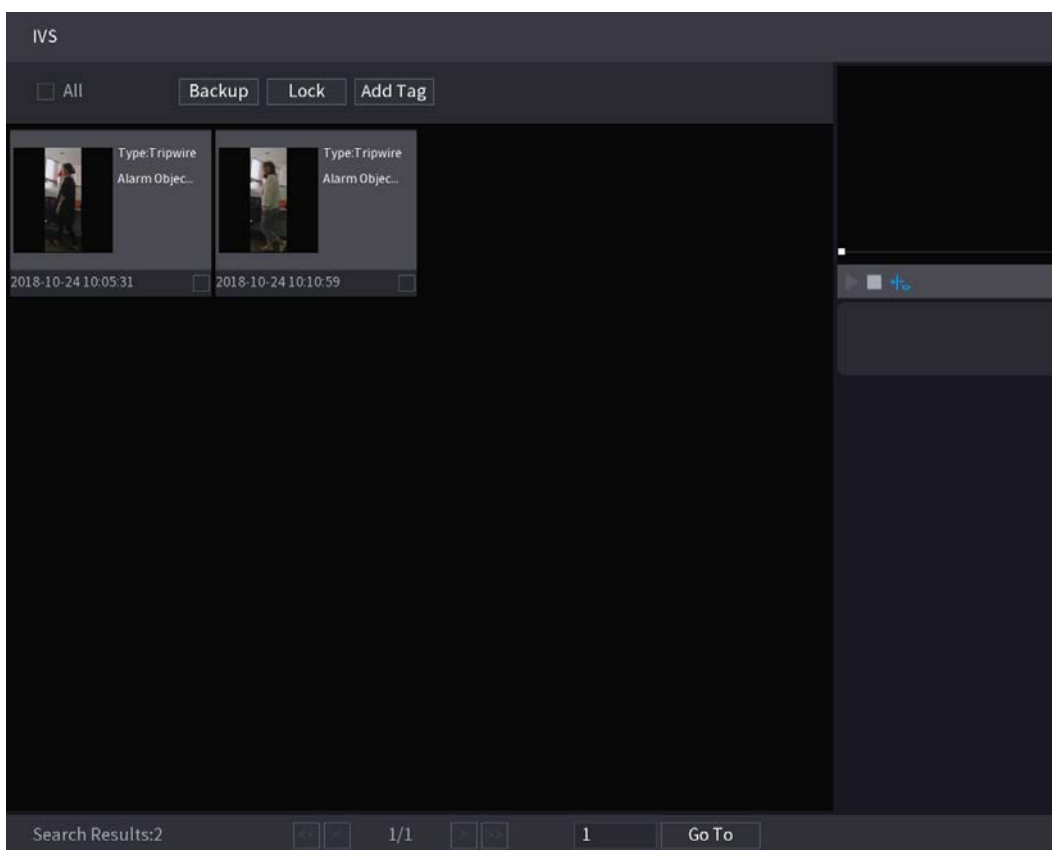 IVS
All
Backup Lock Add Tag
Type:Tripwire
Alarm Objec...
2018-10-24 10:05:31
Type:Tripwire
Alarm Objec...
2018-10-24 10:10:59
Search Results:2
<< < 1/1 > >>
1
Go To